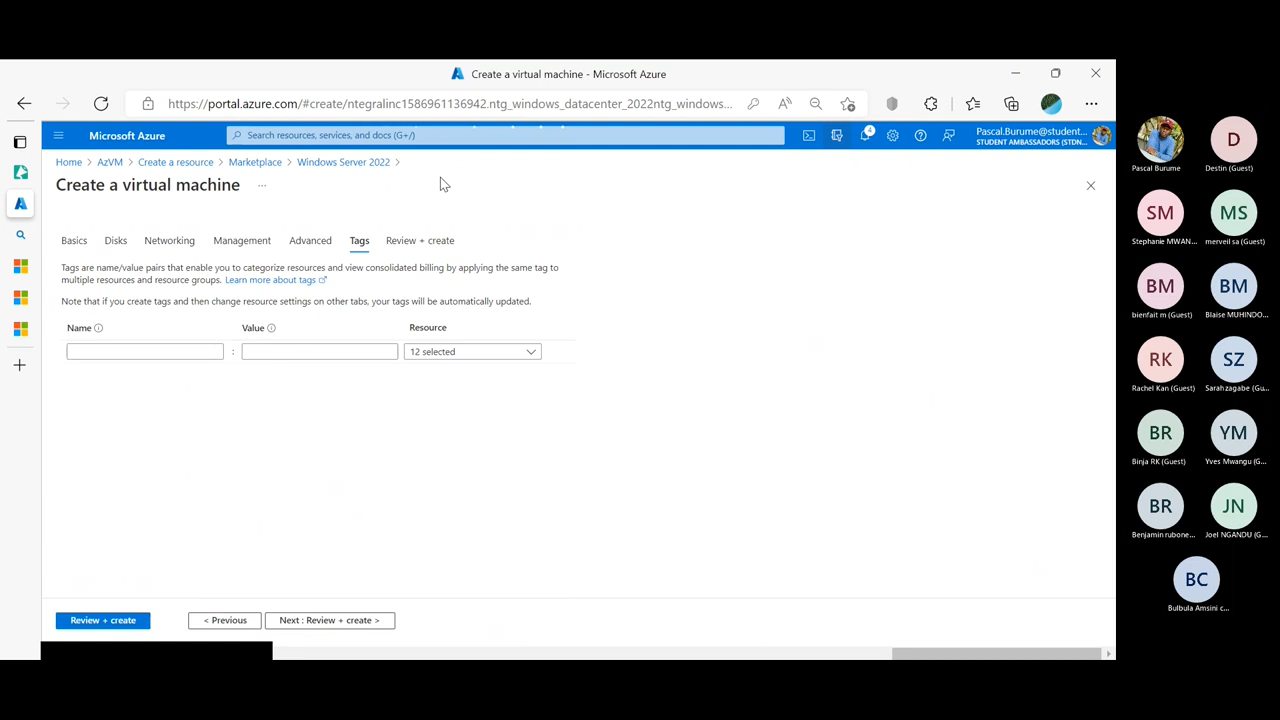 Create a virtual machine - Microsoft Azure
https://portal.azure.com/#create/ntegralinc1586961136942.ntg_windows_datacenter_2022ntg_windows...
Microsoft Azure
Search resources, services, and docs (G+/)
4
Pascal.Burume@student...
STUDENT AMBASSADORS (STDN...
Home > AzVM > Create a resource > Marketplace > Windows Server 2022 >
Create a virtual machine ...
Basics Disks Networking Management Advanced Tags Review + create
Tags are name/value pairs that enable you to categorize resources and view consolidated billing by applying the same tag to
multiple resources and resource groups. Learn more about tags
Note that if you create tags and then change resource settings on other tabs, your tags will be automatically updated.
Name Value Resource
: 12 selected
Review + create < Previous Next : Review + create >
Pascal Burume
D
Destin (Guest)
SM
Stephanie MWAN...
MS
merveil sa (Guest)
BM
bienfait m (Guest)
BM
Blaise MUHINDO...
RK
Rachel Kan (Guest)
SZ
Sarahzagabe (Gu...
BR
Binja RK (Guest)
YM
Yves Mwangu (G...
BR
Benjamin rubone...
JN
Joel NGANDU (G...
BC
Bulbula Amsini c...